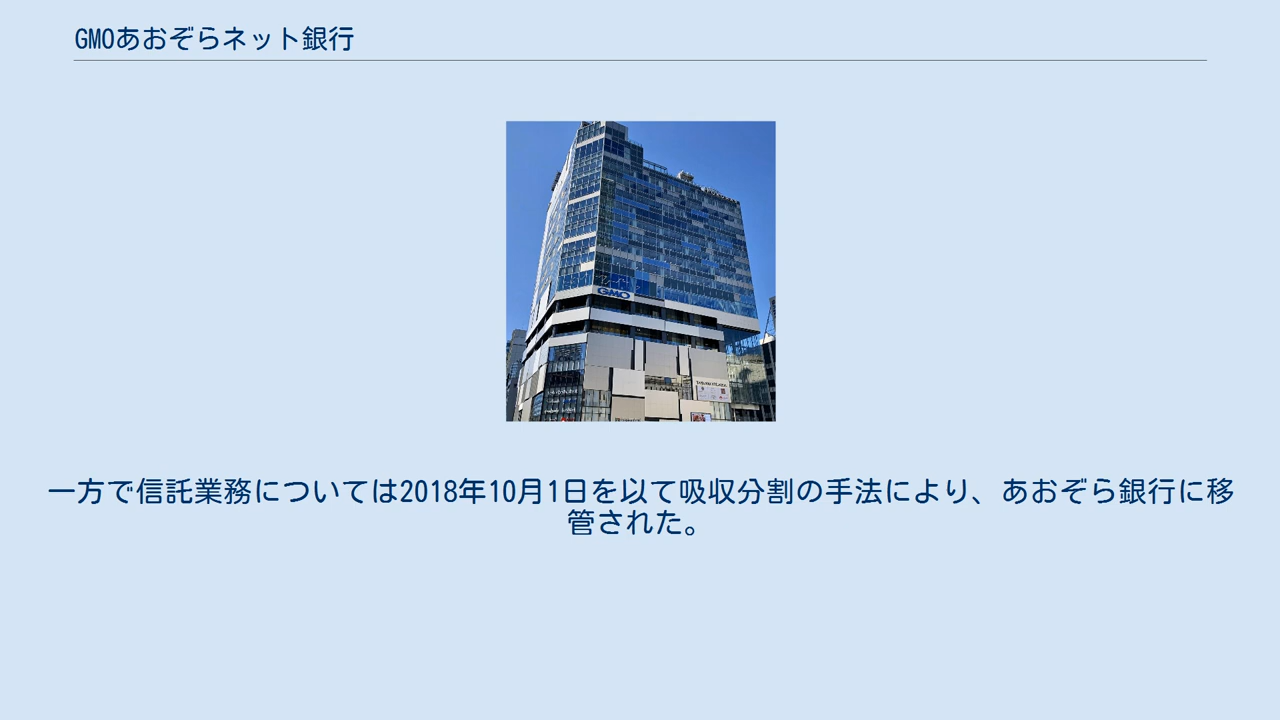 GMOあおぞらネット銀行
GMO
一方で信託業務については2018年10月1日を以て吸収分割の手法により、あおぞら銀行に移
管された。